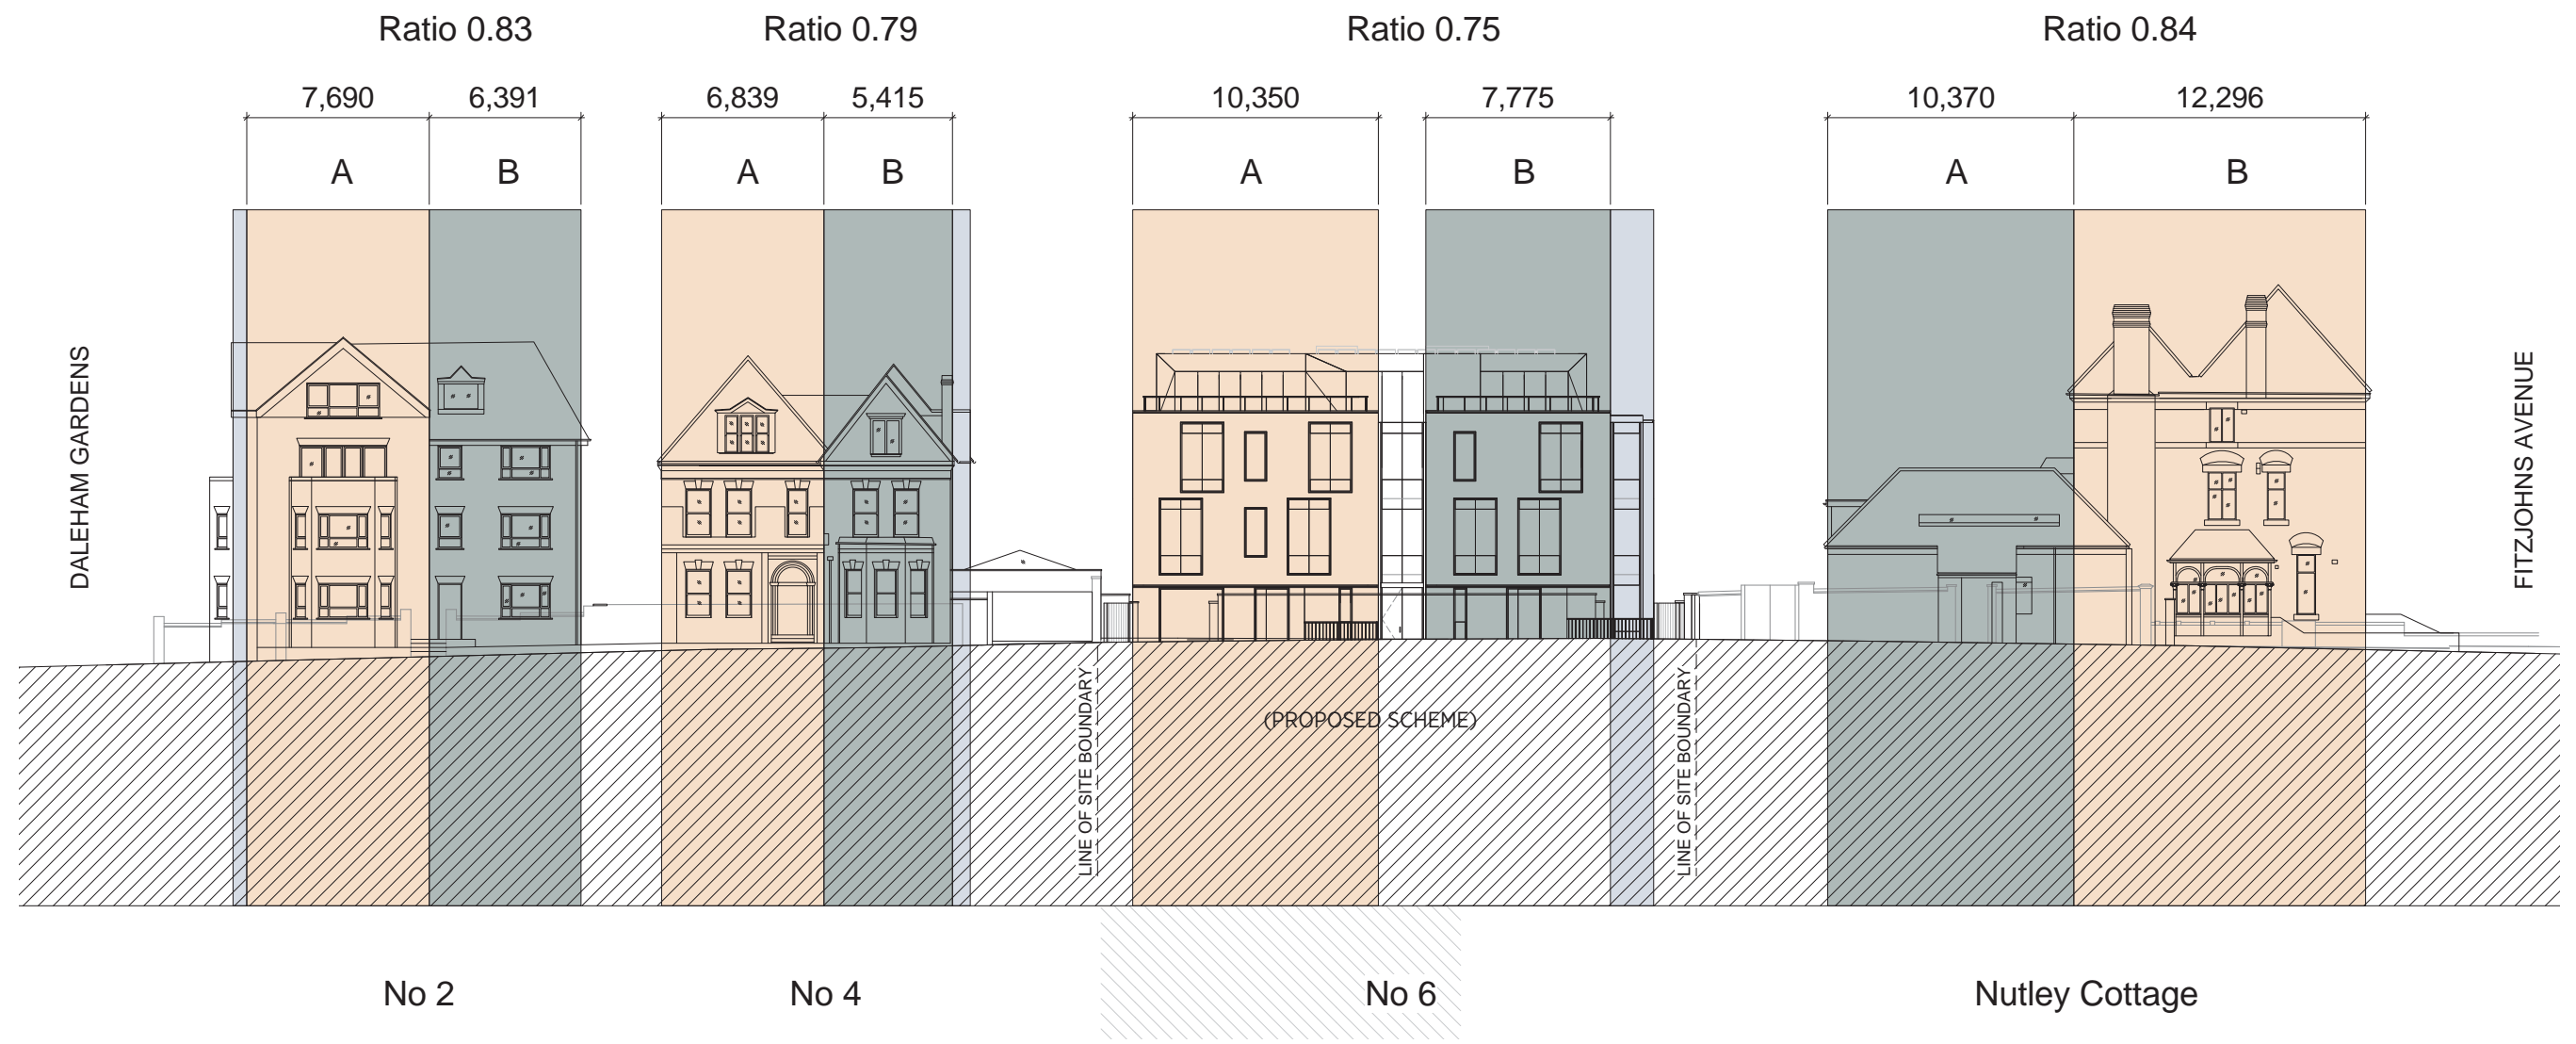 Ratio 0.83
Ratio 0.79
Ratio 0.75
Ratio 0.84
7,690
6,391
6,839
5,415
10,350
7,775
10,370
12,296
A
B
A
B
A
B
A
B
DALEHAM GARDENS
FITZJOHNS AVENUE
LINE OF SITE BOUNDARY
(PROPOSED SCHEME)
LINE OF SITE BOUNDARY
No 2
No 4
No 6
Nutley Cottage